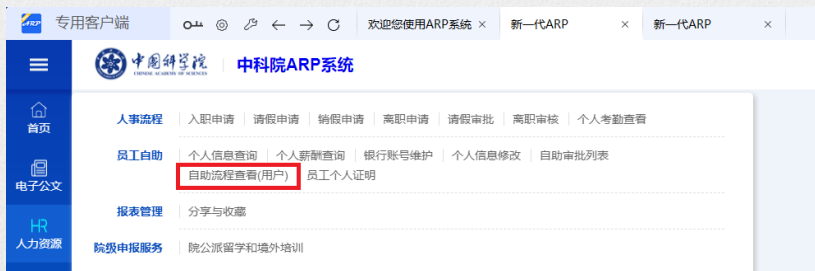 ARP 专用客户端 欢迎您使用ARP系统 × 新一代ARP × 新一代ARP ×
中国科学院 中科院ARP系统
CHINESE ACADEMY OF SCIENCES
首页
人事流程 入职申请 请假申请 销假申请 离职申请 请假审批 离职审核 个人考勤查看
员工自助 个人信息查询 个人薪酬查询 银行账号维护 个人信息修改 自助审批列表
自助流程查看(用户) 员工个人证明
电子公文
报表管理 分享与收藏
HR
人力资源
院级申报服务 院公派留学和境外培训